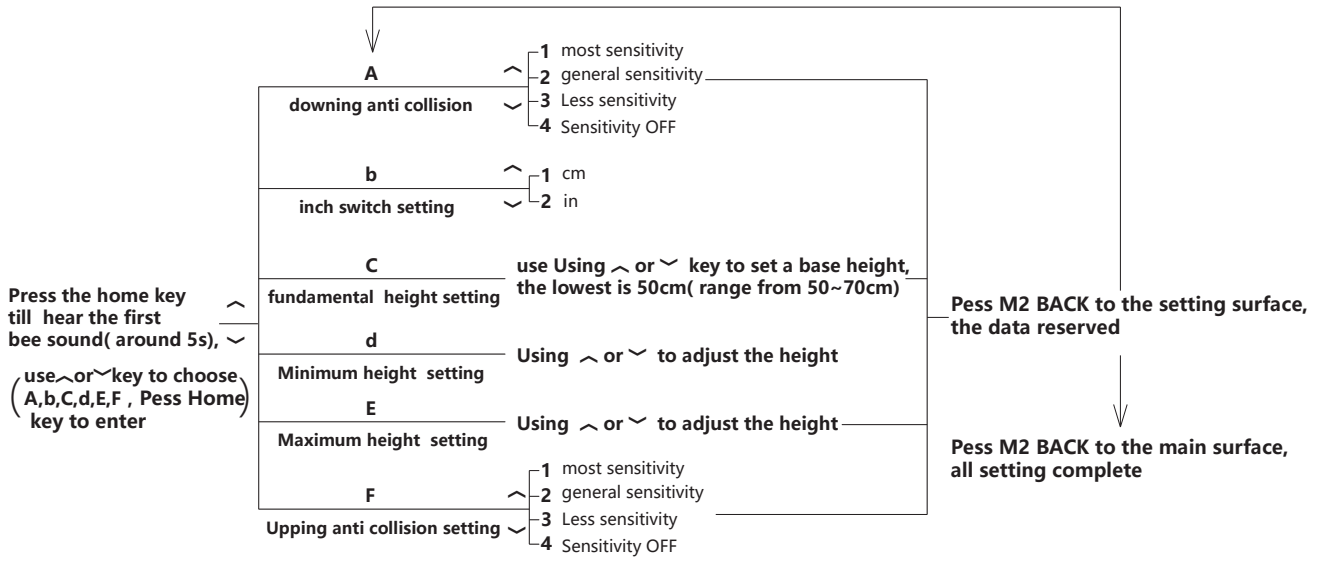 Press the home key
till hear the first
bee sound( around 5s),
(use︿or﹀key to choose
A,b,C,d,E,F , Pess Home)
key to enter
A
downing anti collision
1 most sensitivity
2 general sensitivity
3 Less sensitivity
4 Sensitivity OFF
b
inch switch setting
1 cm
2 in
C
fundamental height setting
use Using ︿ or ﹀ key to set a base height,
the lowest is 50cm( range from 50~70cm)
d
Minimum height setting
Using ︿ or ﹀ to adjust the height
E
Maximum height setting
Using ︿ or ﹀ to adjust the height
F
Upping anti collision setting
1 most sensitivity
2 general sensitivity
3 Less sensitivity
4 Sensitivity OFF
Pess M2 BACK to the setting surface,
the data reserved
Pess M2 BACK to the main surface,
all setting complete